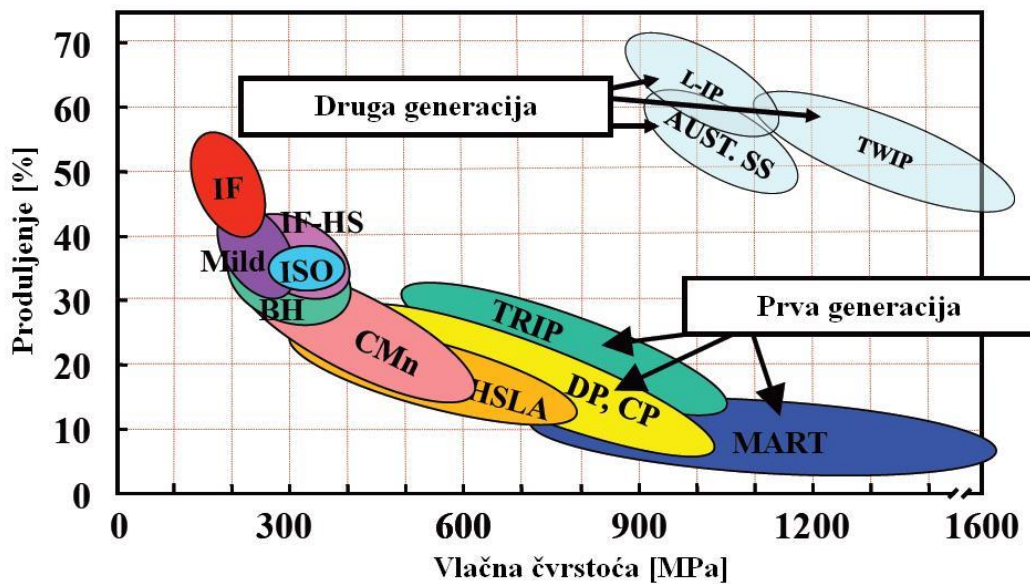 Produljenje [%]
70
60
50
40
30
20
10
0
Druga generacija
L-IP
AUST. SS
TWIP
IF
IF-HS
Mild
ISO
BH
Prva generacija
TRIP
CMn
DP, CP
HSLA
MART
0 300 600 900 1200 1600
Vlačna čvrstoća [MPa]